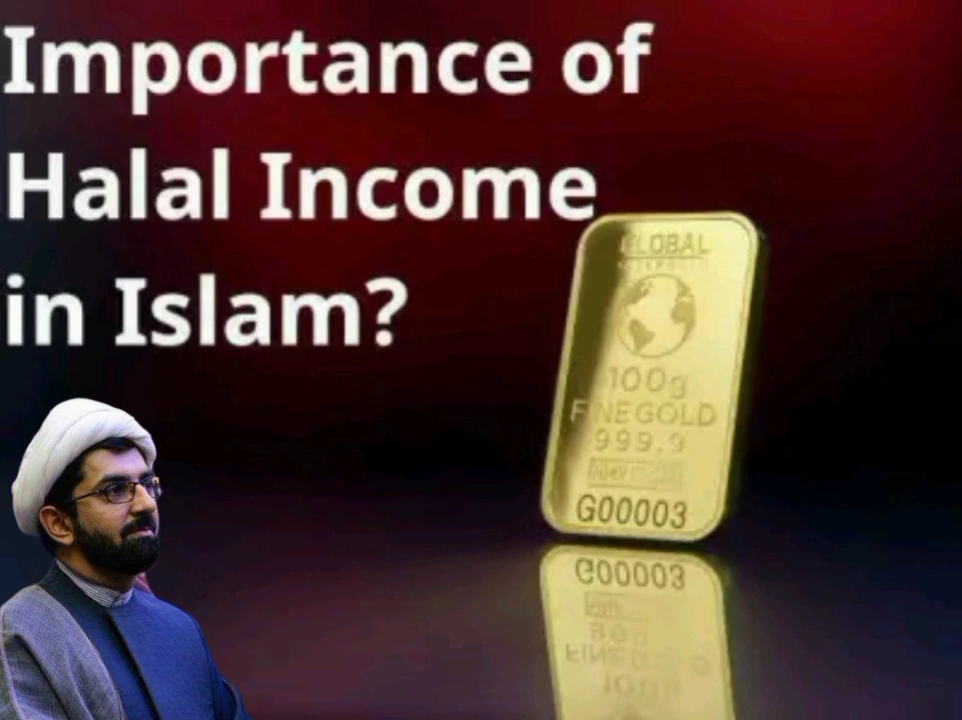 Importance of
Halal Income
in Islam?
GLOBAL
100g
FINE GOLD
999.9
G00003
G00003